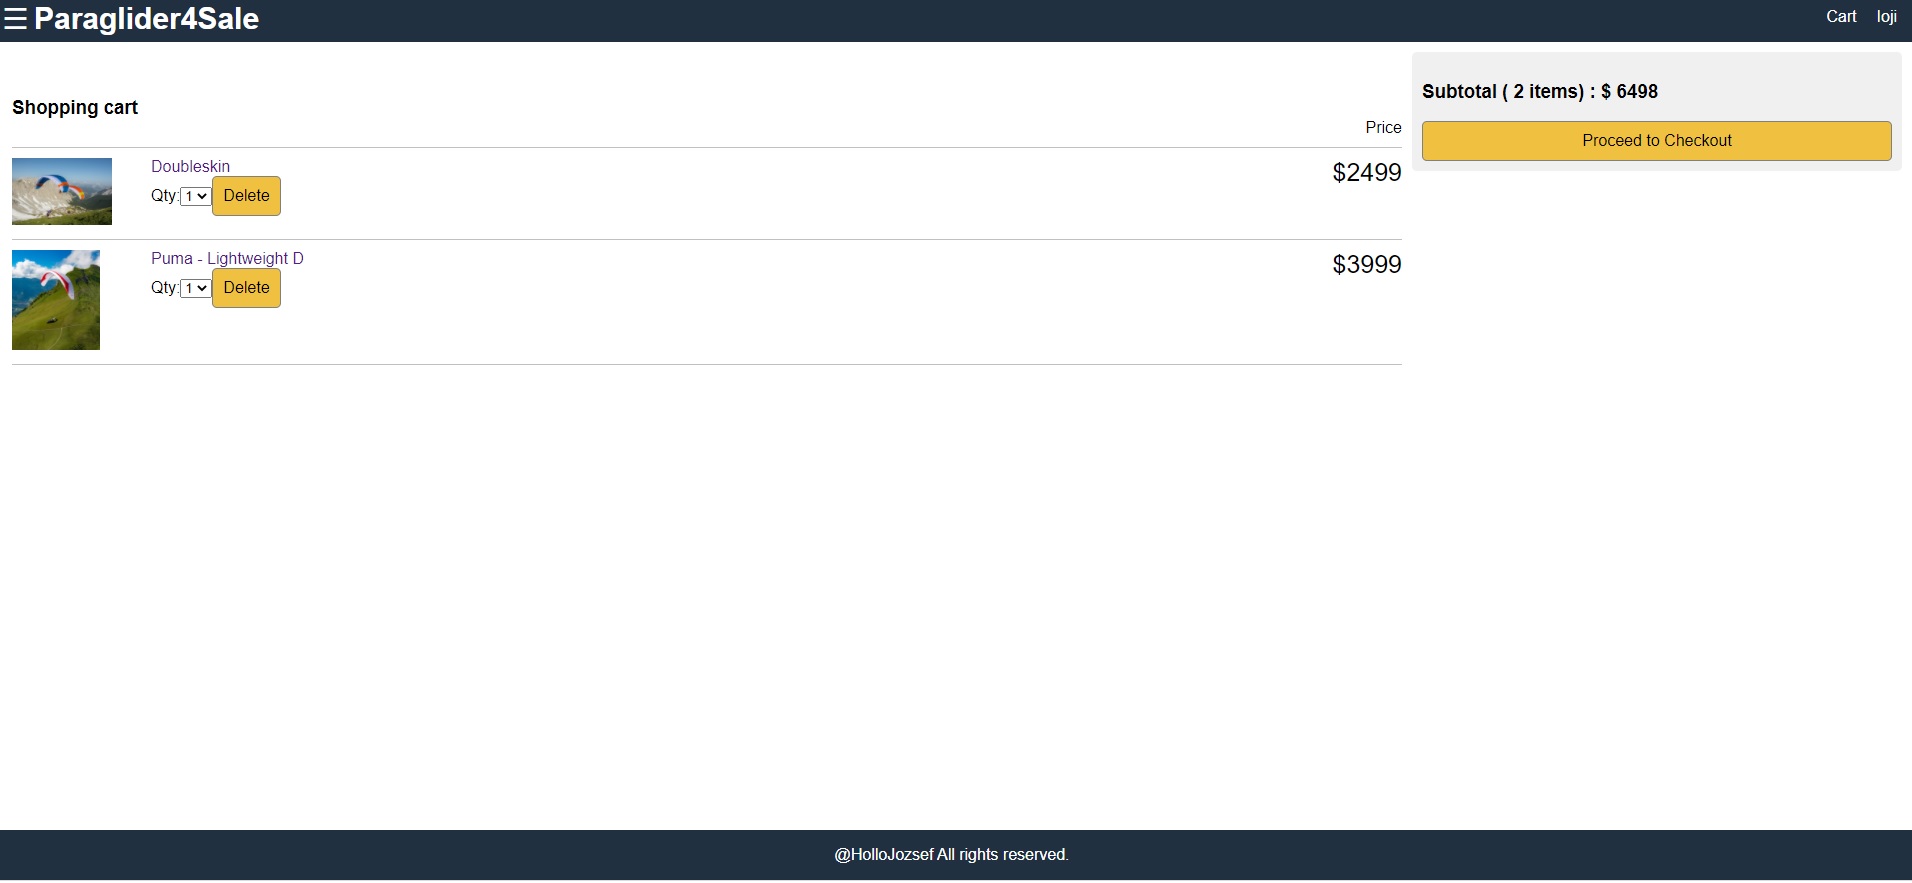 ☰ Paraglider4Sale
Cart loji
Shopping cart
Price
Doubleskin
Qty: 1 Delete
$2499
Puma - Lightweight D
Qty: 1 Delete
$3999
Subtotal ( 2 items) : $ 6498
Proceed to Checkout
@HolloJozsef All rights reserved.